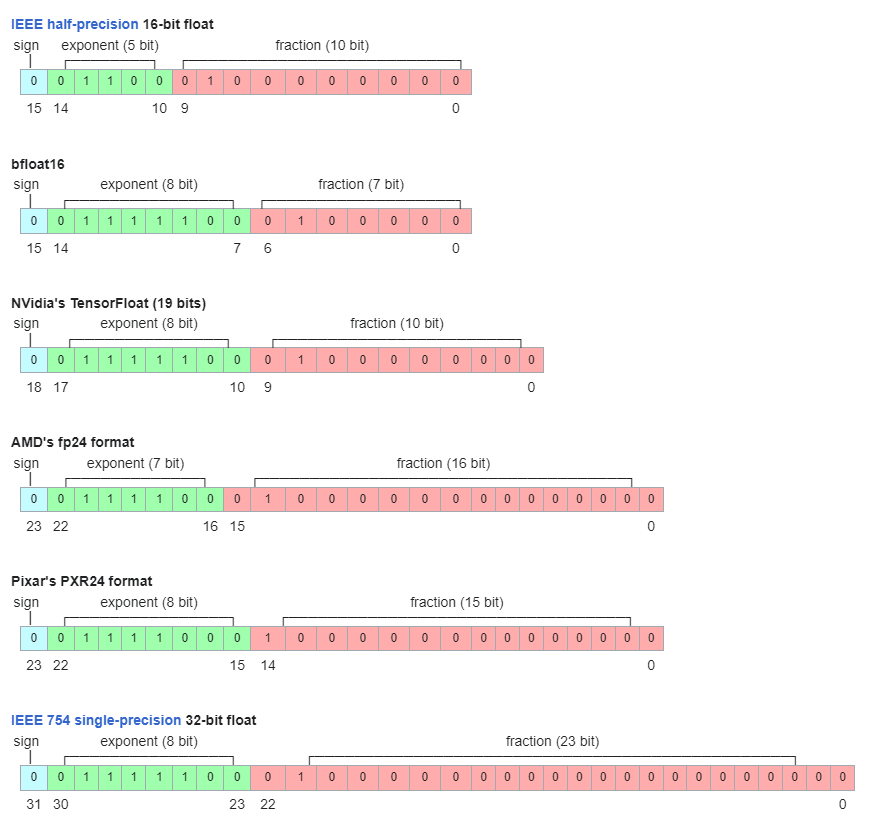 IEEE half-precision 16-bit float
sign exponent (5 bit) fraction (10 bit)
0 0 1 1 0 0 0 1 0 0 0 0 0 0 0 0
15 14 10 9 0
bfloat16
sign exponent (8 bit) fraction (7 bit)
0 0 1 1 1 1 1 0 0 0 1 0 0 0 0 0
15 14 7 6 0
NVidia's TensorFloat (19 bits)
sign exponent (8 bit) fraction (10 bit)
0 0 1 1 1 1 1 0 0 0 1 0 0 0 0 0 0 0 0
18 17 10 9 0
AMD's fp24 format
sign exponent (7 bit) fraction (16 bit)
0 0 1 1 1 1 0 0 0 1 0 0 0 0 0 0 0 0 0 0 0 0 0 0
23 22 16 15 0
Pixar's PXR24 format
sign exponent (8 bit) fraction (15 bit)
0 0 1 1 1 1 0 0 0 1 0 0 0 0 0 0 0 0 0 0 0 0 0 0
23 22 15 14 0
IEEE 754 single-precision 32-bit float
sign exponent (8 bit) fraction (23 bit)
0 0 1 1 1 1 1 0 0 0 1 0 0 0 0 0 0 0 0 0 0 0 0 0 0 0 0 0 0 0 0 0
31 30 23 22 0